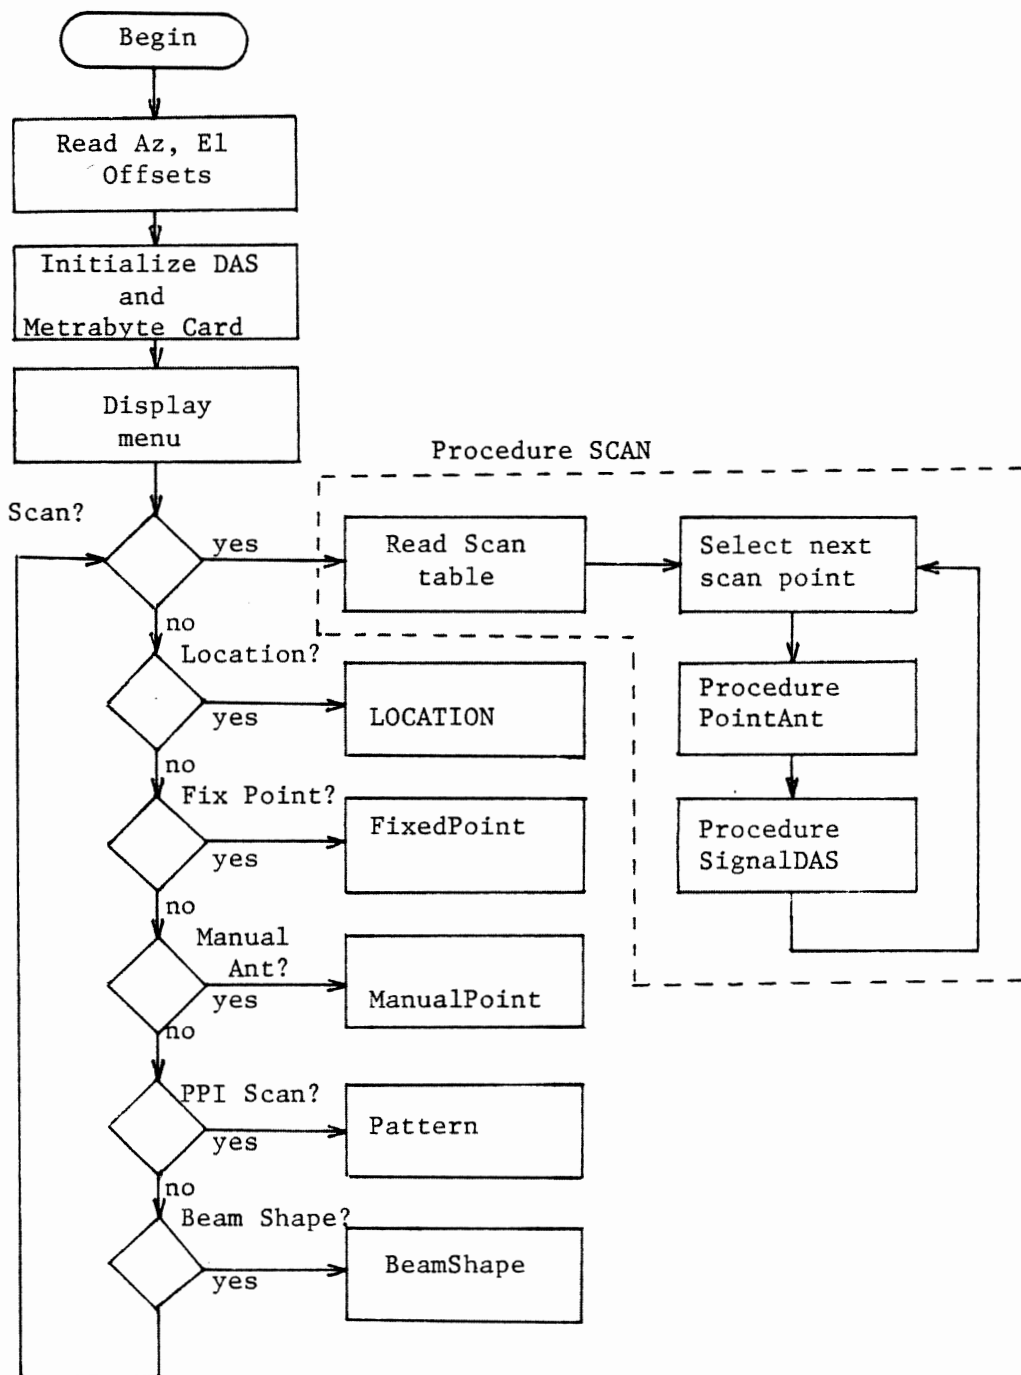 Begin
Read Az, El
Offsets
Initialize DAS
and
Metrabyte Card
Display
menu
Procedure SCAN
Scan?
yes
Read Scan
table
Select next
scan point
no
Location?
yes
LOCATION
Procedure
PointAnt
no
Fix Point?
yes
FixedPoint
Procedure
SignalDAS
no
Manual
Ant?
yes
ManualPoint
no
PPI Scan?
yes
Pattern
no
Beam Shape?
yes
BeamShape